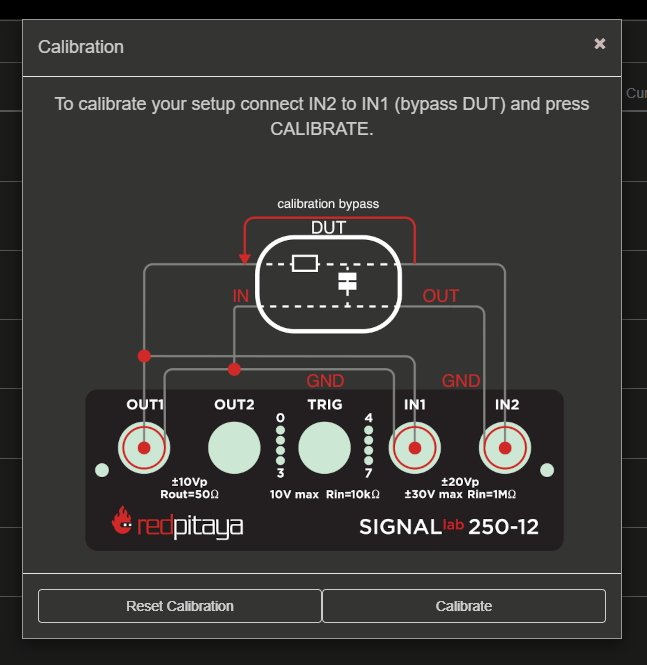 Calibration
×
To calibrate your setup connect IN2 to IN1 (bypass DUT) and press
CALIBRATE.
calibration bypass
DUT
IN
OUT
GND
GND
OUT1
OUT2
TRIG
IN1
IN2
0
4
3
7
±10Vp
Rout=50Ω
10V max Rin=10kΩ
±20Vp
±30V max Rin=1MΩ
redpitaya
SIGNALlab 250-12
Reset Calibration
Calibrate